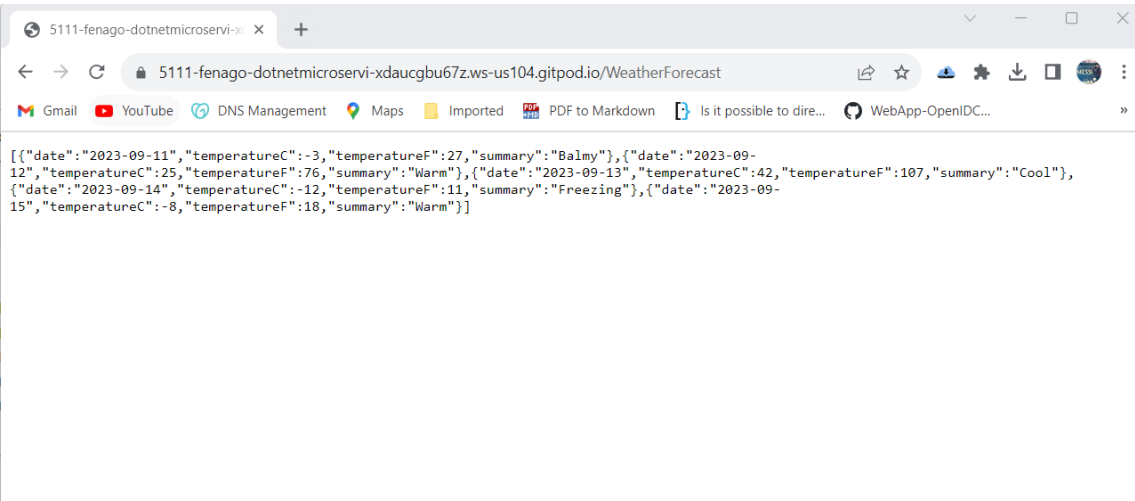 5111-fenago-dotnetmicroservi-x
5111-fenago-dotnetmicroservi-xdaucgbu67z.ws-us104.gitpod.io/WeatherForecast
Gmail YouTube DNS Management Maps Imported PDF to Markdown Is it possible to dire... WebApp-OpenIDC... »
[{"date":"2023-09-11","temperatureC":-3,"temperatureF":27,"summary":"Balmy"},{"date":"2023-09-
12","temperatureC":25,"temperatureF":76,"summary":"Warm"},{"date":"2023-09-13","temperatureC":42,"temperatureF":107,"summary":"Cool"},
{"date":"2023-09-14","temperatureC":-12,"temperatureF":11,"summary":"Freezing"},{"date":"2023-09-
15","temperatureC":-8,"temperatureF":18,"summary":"Warm"}]